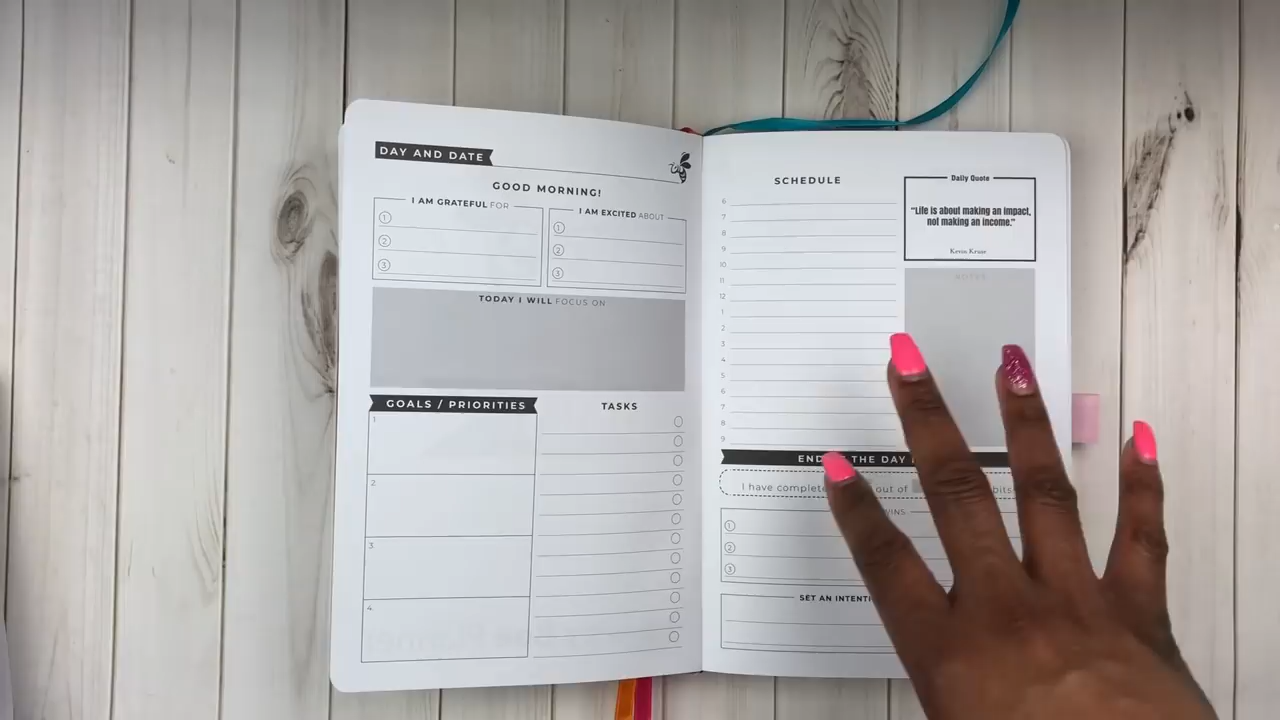 DAY AND DATE
GOOD MORNING!
I AM GRATEFUL FOR
1
2
3
I AM EXCITED ABOUT
1
2
3
TODAY I WILL FOCUS ON
GOALS / PRIORITIES
1
2
3
4
TASKS
SCHEDULE
6
7
8
9
10
11
12
1
2
3
4
5
6
7
8
9
Daily Quote
"Life is about making an impact,
not making an income."
Kevin Kruse
NOTES
THE DAY
I have complete out of
WINS
1
2
3
SET AN